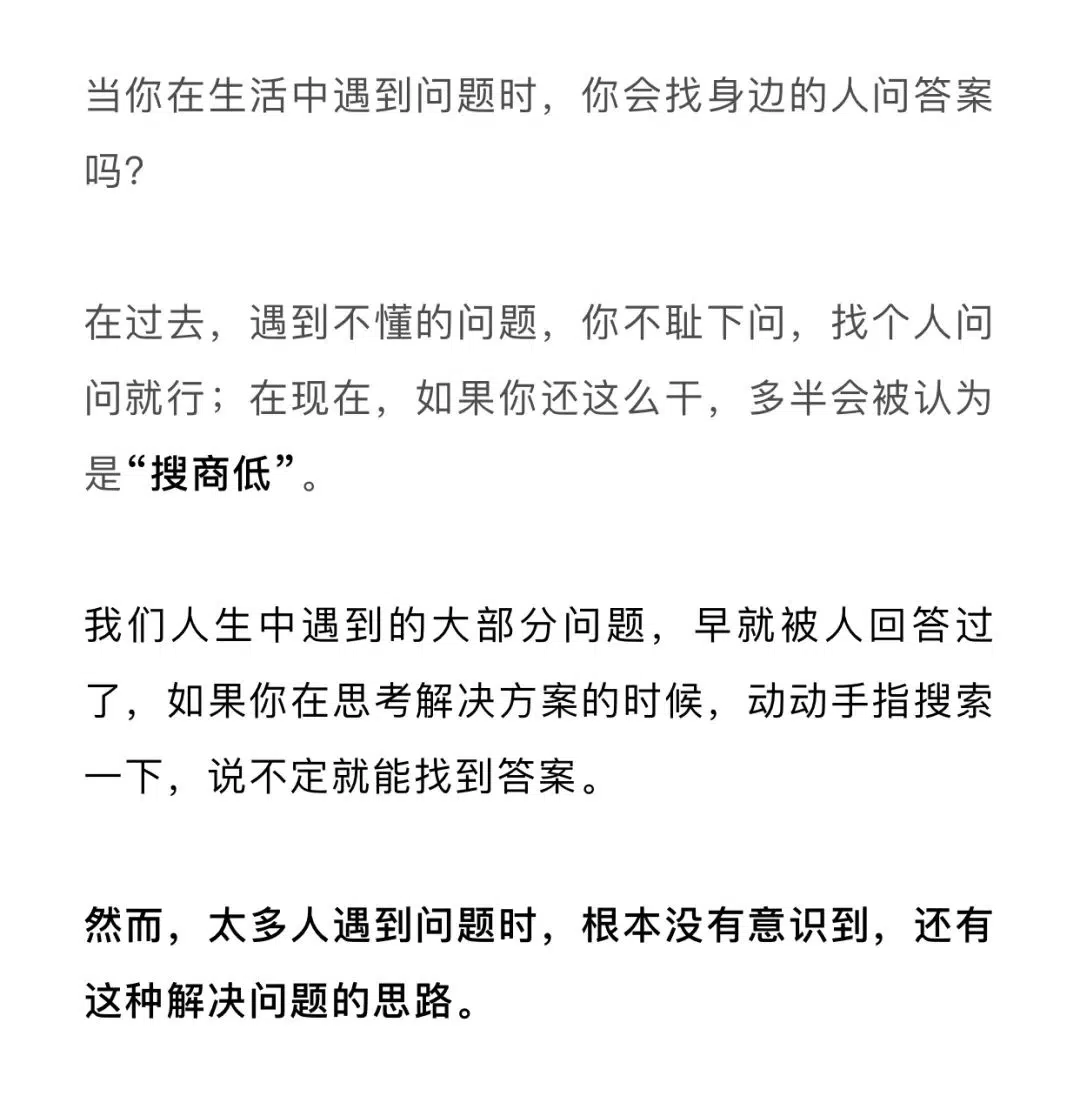 当你在生活中遇到问题时，你会找身边的人问答案
吗？
在过去，遇到不懂的问题，你不耻下问，找个人问
问就行；在现在，如果你还这么干，多半会被认为
是“搜商低”。
我们人生中遇到的大部分问题，早就被人回答过
了，如果你在思考解决方案的时候，动动手指搜索
一下，说不定就能找到答案。
然而，太多人遇到问题时，根本没有意识到，还有
这种解决问题的思路。